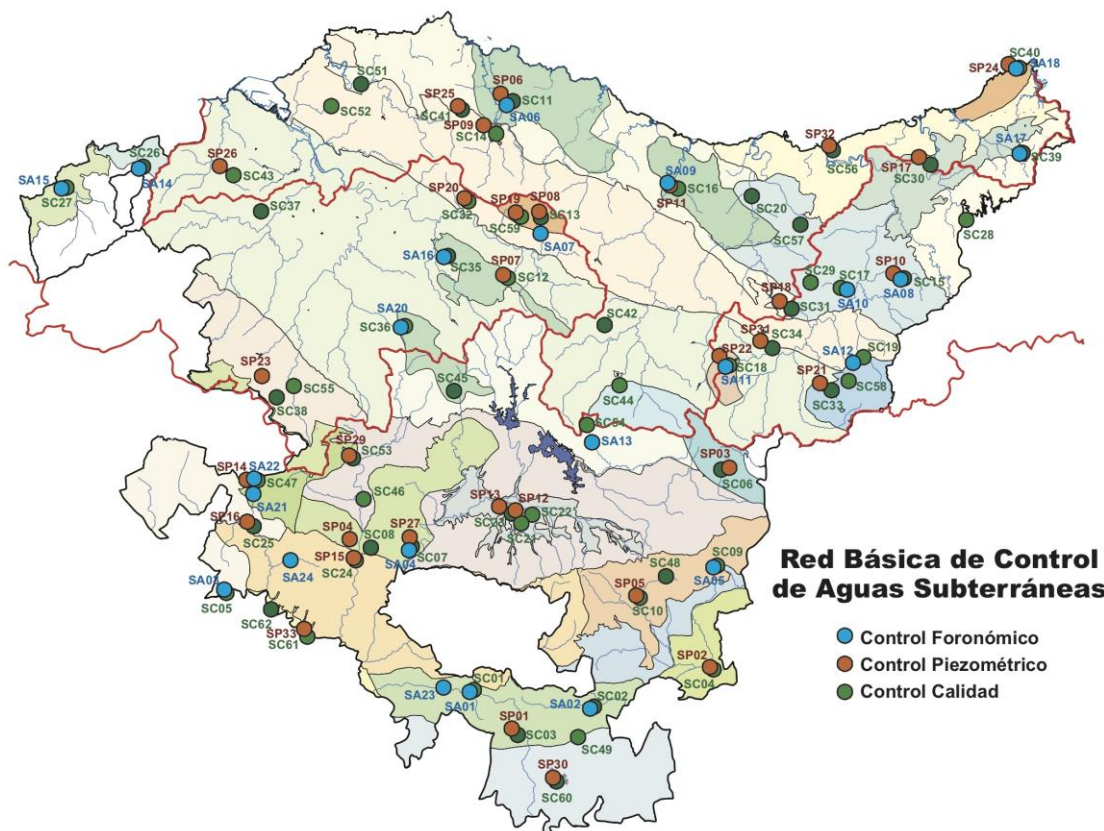 SC40
SP24
SA18
SC51
SP06
SC52
SP25
SC11
SC41
SA06
SP09
SC14
SP32
SA17
SC39
SC26
SP26
SP17
SC56
SC30
SA15
SA14
SC43
SC27
SA09
SC16
SP11
SP20
SP19
SP08
SC20
SC37
SC32
SC13
SC59
SC57
SC28
SA07
SA16
SC35
SP07
SC12
SC29
SC17
SP10
SC15
SA08
SA10
SP18
SC31
SA20
SC36
SC42
SP31
SC34
SP22
SC18
SA11
SA12
SC19
SP23
SP21
SC58
SC33
SC55
SC38
SC45
SC44
SC54
SA13
SP29
SC53
SP03
SC06
SP14
SA22
SC47
SA21
SC46
SP13
SP12
SC22
SC23
SC21
SP16
SC25
SP04
SC08
SP27
SP15
SC24
SA04
SC07
SA24
SC48
SC09
SA05
SA03
SC05
SP05
SC10
SC62
SP33
SC61
SP02
SC04
SA23
SC01
SA01
SA02
SC02
SP01
SC03
SC49
SP30
SC60
Red Básica de Control
de Aguas Subterráneas
Control Foronómico
Control Piezométrico
Control Calidad